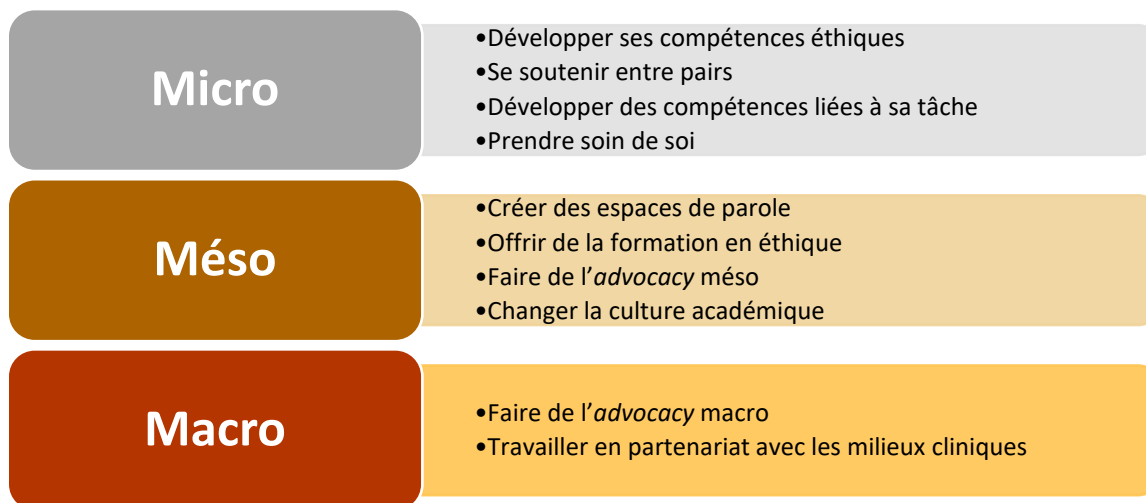 Micro
•Développer ses compétences éthiques
•Se soutenir entre pairs
•Développer des compétences liées à sa tâche
•Prendre soin de soi
Méso
•Créer des espaces de parole
•Offrir de la formation en éthique
•Faire de l’advocacy méso
•Changer la culture académique
Macro
•Faire de l’advocacy macro
•Travailler en partenariat avec les milieux cliniques